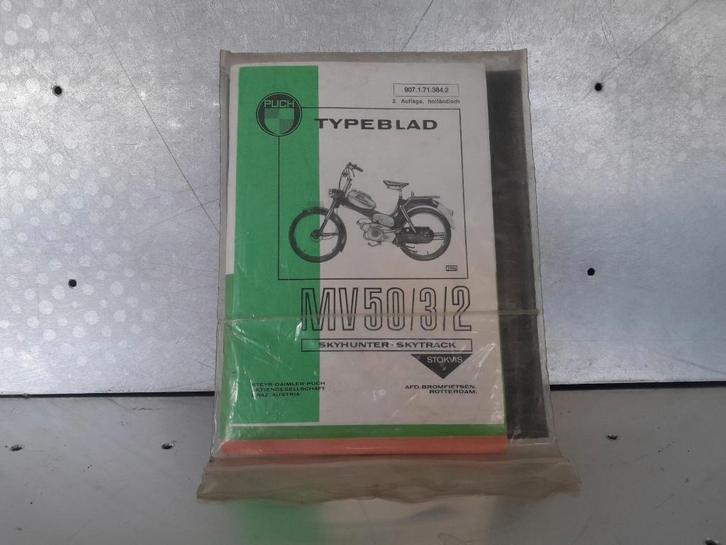 PUCH
907.1.71.384.2
2. Auflage, holländisch
TYPEBLAD
MV50/3/2
SKYHUNTER - SKYTRACK
STOKVIS
STEYR-DAIMLER-PUCH
AKTIENGESELLSCHAFT
GRAZ, AUSTRIA
AFD. BROMFIETSEN.
ROTTERDAM.